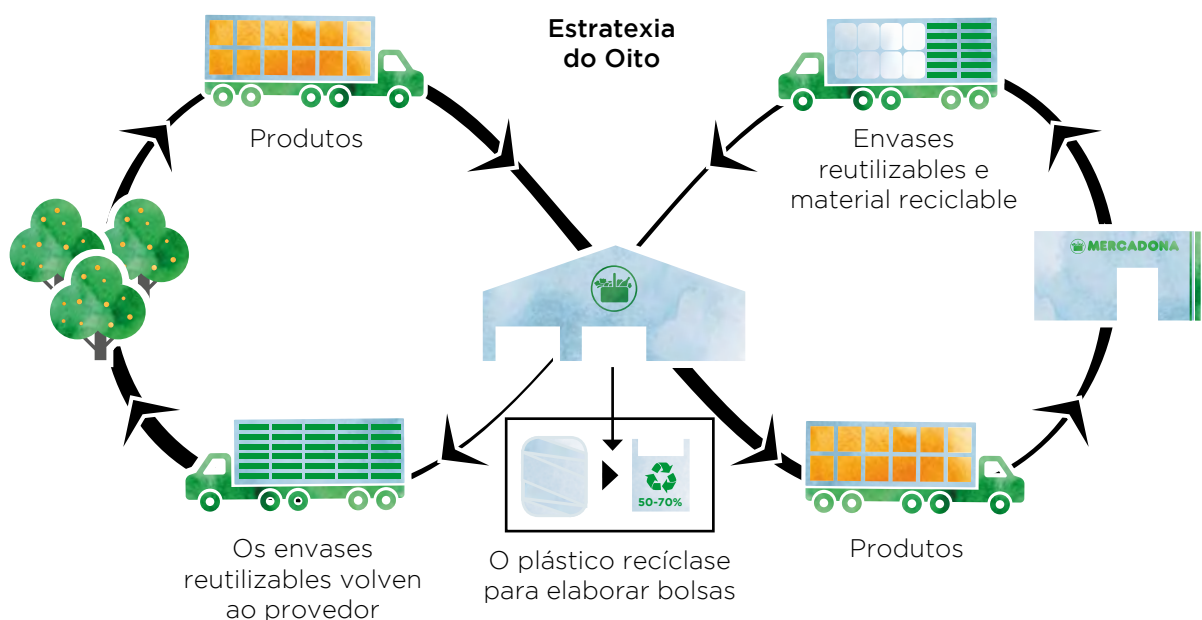 Estratexia
do Oito
Produtos
Envases
reutilizables e
material reciclable
MERCADONA
50-70%
Os envases
reutilizables volven
ao provedor
O plástico recíclase
para elaborar bolsas
Produtos